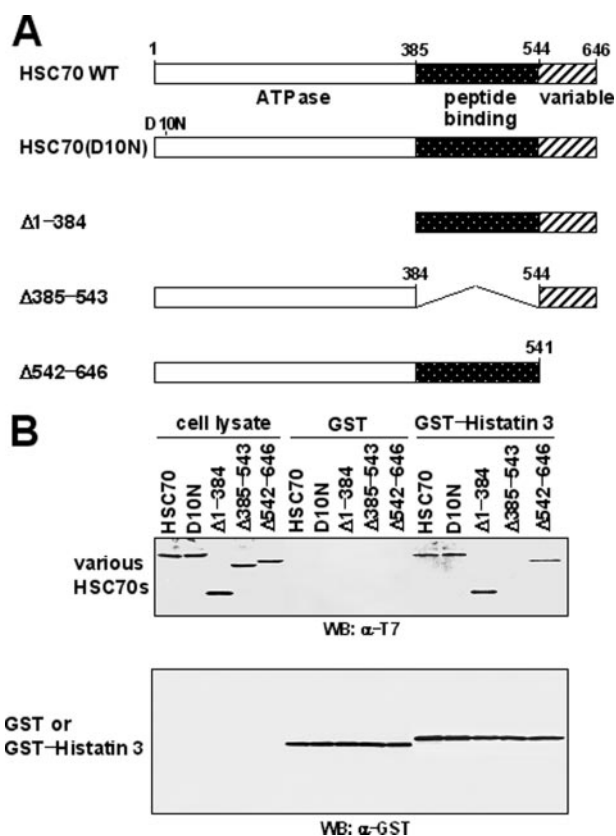 A
1 385 544 646
HSC70 WT
ATPase peptide variable
binding
D10N
HSC70(D10N)
Δ1–384
384 544
Δ385–543
541
Δ542–646
B
cell lysate GST GST–Histatin 3
HSC70 D10N Δ1–384 Δ385–543 Δ542–646 HSC70 D10N Δ1–384 Δ385–543 Δ542–646 HSC70 D10N Δ1–384 Δ385–543 Δ542–646
various
HSC70s
WB: α–T7
GST or
GST–Histatin 3
WB: α–GST